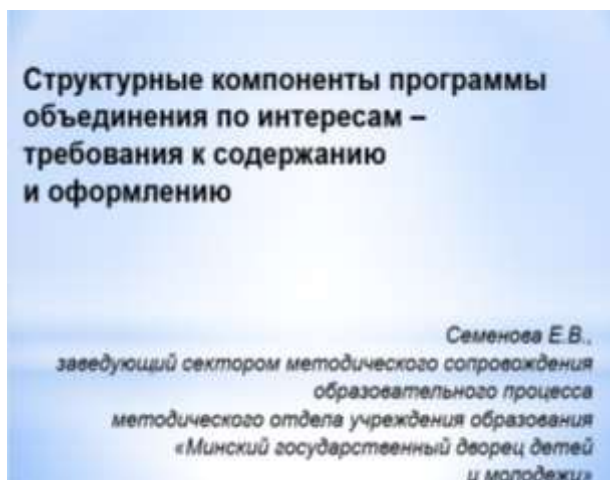 Структурные компоненты программы
объединения по интересам –
требования к содержанию
и оформлению
Семенова Е.В.,
заведующий сектором методического сопровождения
образовательного процесса
методического отдела учреждения образования
«Минский государственный дворец детей
и молодежи»